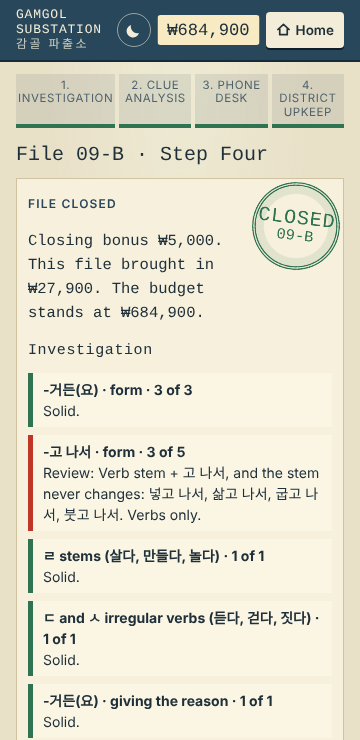 GAMGOL
SUBSTATION
감골 파출소
₩684,900
Home
1.
INVESTIGATION
2. CLUE
ANALYSIS
3. PHONE
DESK
4.
DISTRICT
UPKEEP
File 09-B · Step Four
FILE CLOSED
CLOSED
09-B
Closing bonus ₩5,000.
This file brought in
₩27,900. The budget
stands at ₩684,900.
Investigation
-거든(요) · form · 3 of 3
Solid.
-고 나서 · form · 3 of 5
Review: Verb stem + 고 나서, and the stem
never changes: 넣고 나서, 삶고 나서, 굽고 나
서, 붓고 나서. Verbs only.
ㄹ stems (살다, 만들다, 놀다) · 1 of 1
Solid.
ㄷ and ㅅ irregular verbs (듣다, 걷다, 짓다) ·
1 of 1
Solid.
-거든(요) · giving the reason · 1 of 1
Solid.